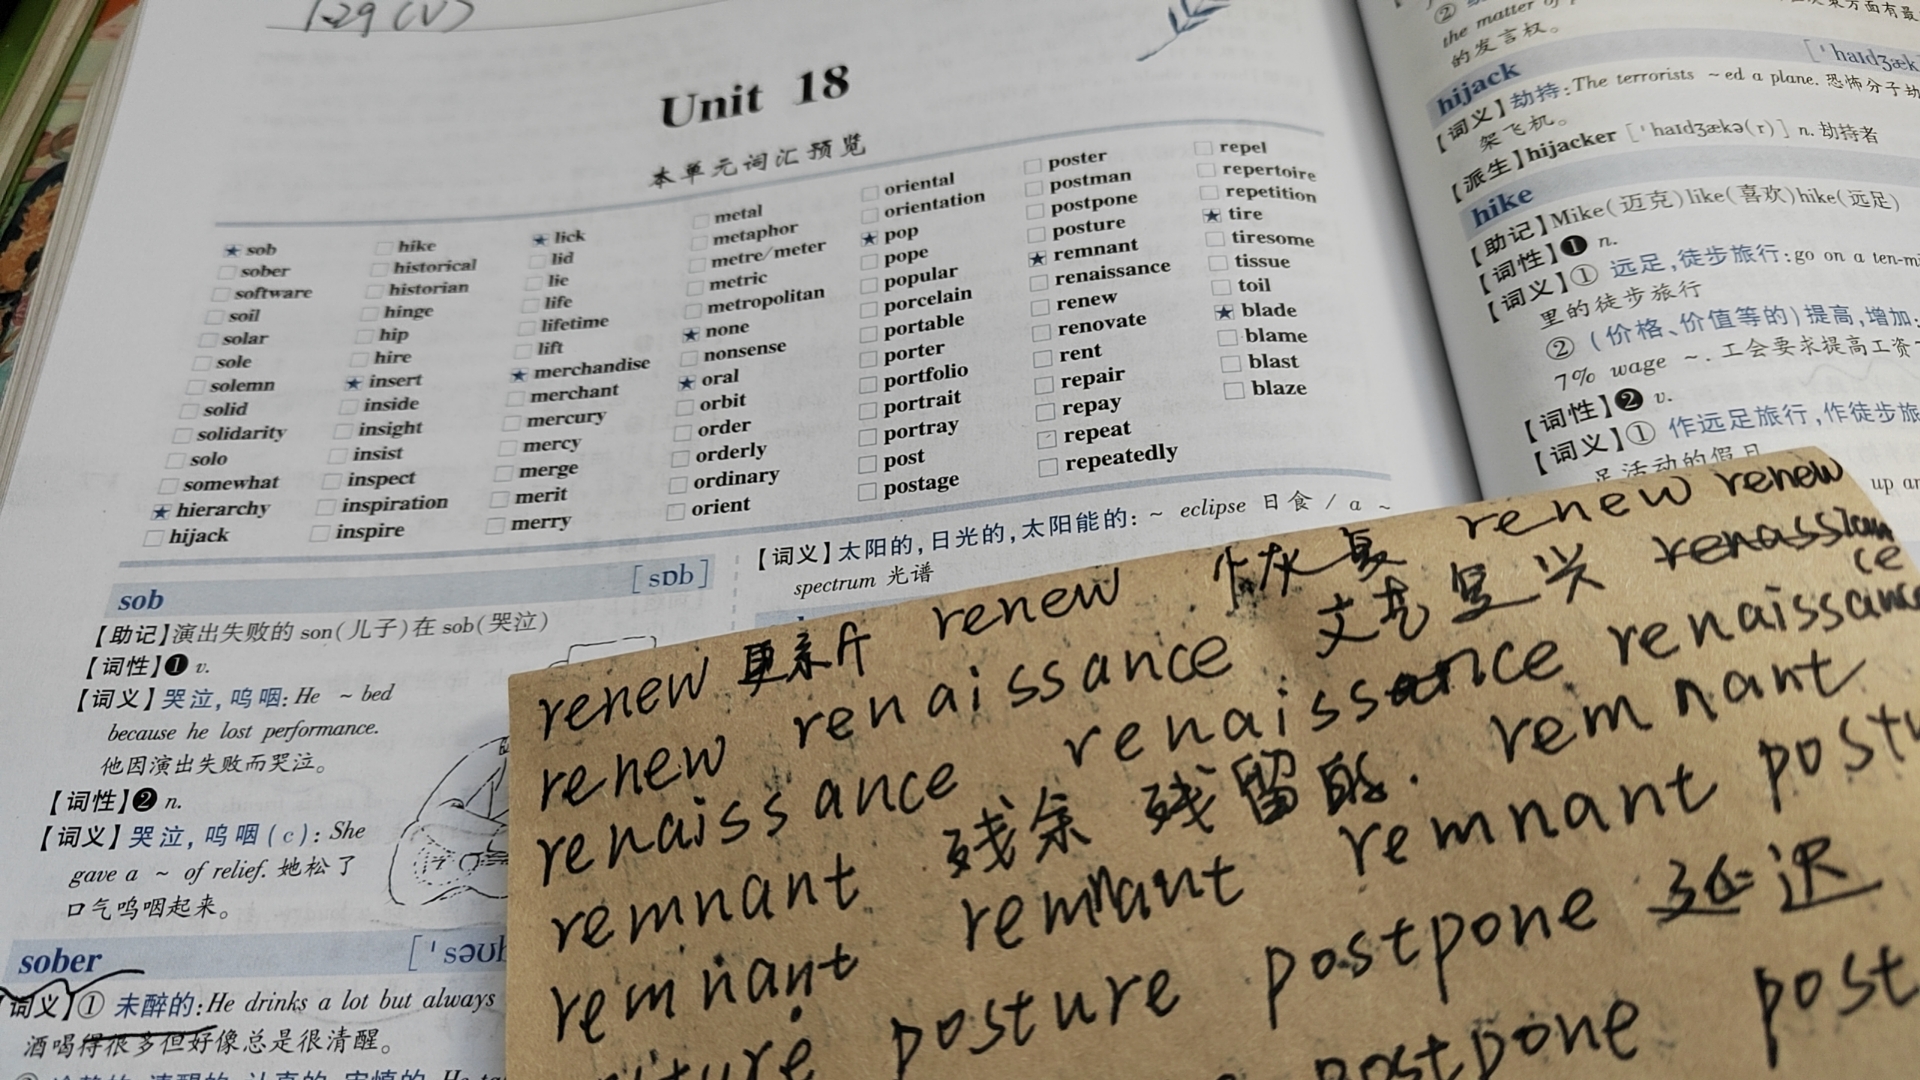 129(V)
Unit 18
本单元词汇预览
★ sob
sober
software
soil
solar
sole
solemn
solid
solidarity
solo
somewhat
★ hierarchy
hijack
hike
historical
historian
hinge
hip
hire
★ insert
inside
insight
insist
inspect
inspiration
inspire
★ lick
lid
lie
life
lifetime
lift
★ merchandise
merchant
mercury
mercy
merge
merit
merry
metal
metaphor
metre/meter
metric
metropolitan
★ none
nonsense
★ oral
orbit
order
orderly
ordinary
orient
oriental
orientation
★ pop
pope
popular
porcelain
portable
porter
portfolio
portrait
portray
post
postage
poster
postman
postpone
posture
★ remnant
renaissance
renew
renovate
rent
repair
repay
repeat
repeatedly
repel
repertoire
repetition
★ tire
tiresome
tissue
toil
★ blade
blame
blast
blaze
sob [sɒb]
【助记】演出失败的 son(儿子)在 sob(哭泣)
【词性】❶ v.
【词义】哭泣,呜咽: He ~ bed
because he lost performance.
他因演出失败而哭泣。
【词性】❷ n.
【词义】哭泣,呜咽(c): She
gave a ~ of relief. 她松了
口气呜咽起来。
sober
词义】① 未醉的: He drinks a lot but always
酒喝得很多但好像总是很清醒。
【词义】太阳的,日光的,太阳能的: ~ eclipse 日食 / a ~
spectrum 光谱
the matter of
的发言权。
hijack [ˈhaɪdʒæk
【词义】劫持: The terrorists ~ed a plane. 恐怖分子劫
架飞机。
【派生】hijacker [ˈhaɪdʒækə(r)] n. 劫持者
hike
【助记】Mike(迈克)like(喜欢)hike(远足)
【词性】❶ n.
【词义】① 远足,徒步旅行: go on a ten-mi
里的徒步旅行
② (价格、价值等的)提高,增加:
7% wage ~. 工会要求提高工资
【词性】❷ v.
【词义】① 作远足旅行,作徒步旅
足活动的假日
up
renew 更新 renew 恢复 renew renew
renew renaissance 文艺复兴
ce
renaissance renaissance renaissance
remnant 残余 残留的. remnant
remnant remnant remnant
posture postpone 延迟
postpone post